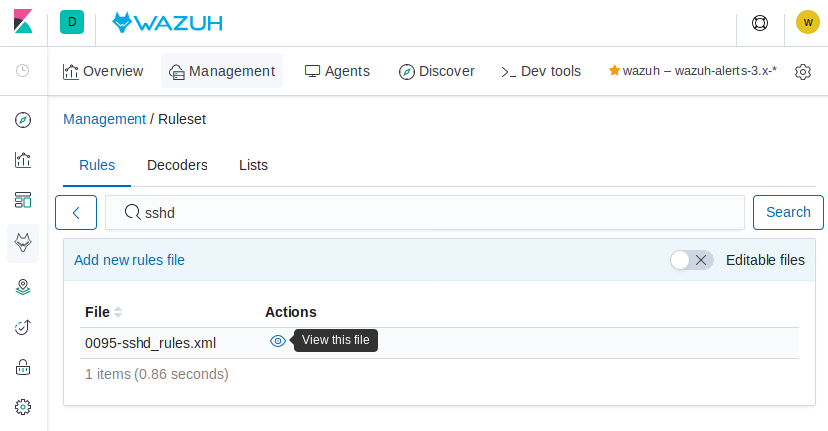 D
WAZUH
w
Overview
Management
Agents
Discover
Dev tools
wazuh – wazuh-alerts-3.x-*
Management / Ruleset
Rules
Decoders
Lists
sshd
Search
Add new rules file
Editable files
File
Actions
0095-sshd_rules.xml
View this file
1 items (0.86 seconds)